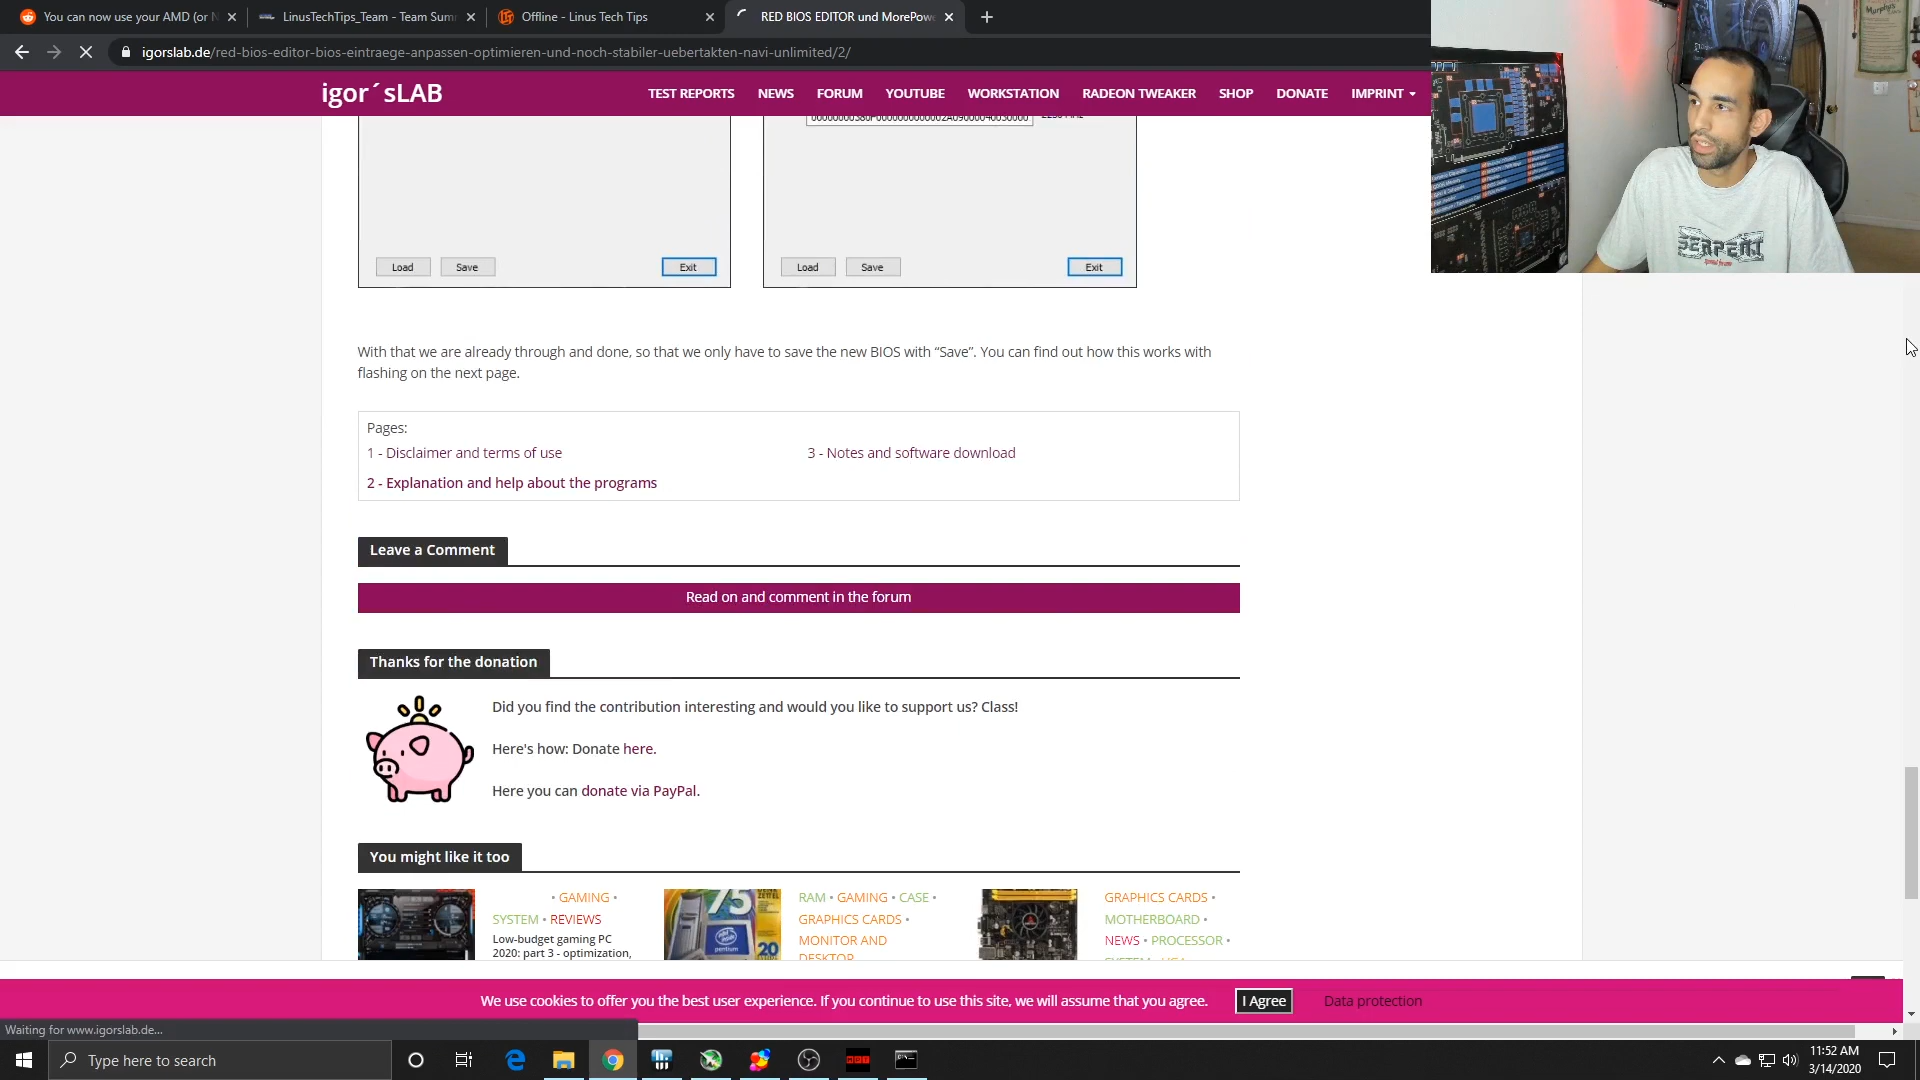 You can now use your AMD (or N
LinusTechTips_Team - Team Sum
Offline - Linus Tech Tips
RED BIOS EDITOR und MorePow
igorslab.de/red-bios-editor-bios-eintraege-anpassen-optimieren-und-noch-stabiler-uebertakten-navi-unlimited/2/
igor´sLAB
TEST REPORTS
NEWS
FORUM
YOUTUBE
WORKSTATION
RADEON TWEAKER
SHOP
DONATE
IMPRINT
Load
Save
Exit
Load
Save
Exit
With that we are already through and done, so that we only have to save the new BIOS with “Save”. You can find out how this works with
flashing on the next page.
Pages:
1 - Disclaimer and terms of use
3 - Notes and software download
2 - Explanation and help about the programs
Leave a Comment
Read on and comment in the forum
Thanks for the donation
Did you find the contribution interesting and would you like to support us? Class!
Here's how: Donate here.
Here you can donate via PayPal.
You might like it too
• GAMING •
SYSTEM • REVIEWS
Low-budget gaming PC
2020: part 3 - optimization,
RAM • GAMING • CASE •
GRAPHICS CARDS •
MONITOR AND
DESKTOP
GRAPHICS CARDS •
MOTHERBOARD •
NEWS • PROCESSOR •
We use cookies to offer you the best user experience. If you continue to use this site, we will assume that you agree.
I Agree
Data protection
Waiting for www.igorslab.de...
Type here to search
11:52 AM
3/14/2020
SERPENT
75
intel
pentium
20
MPT